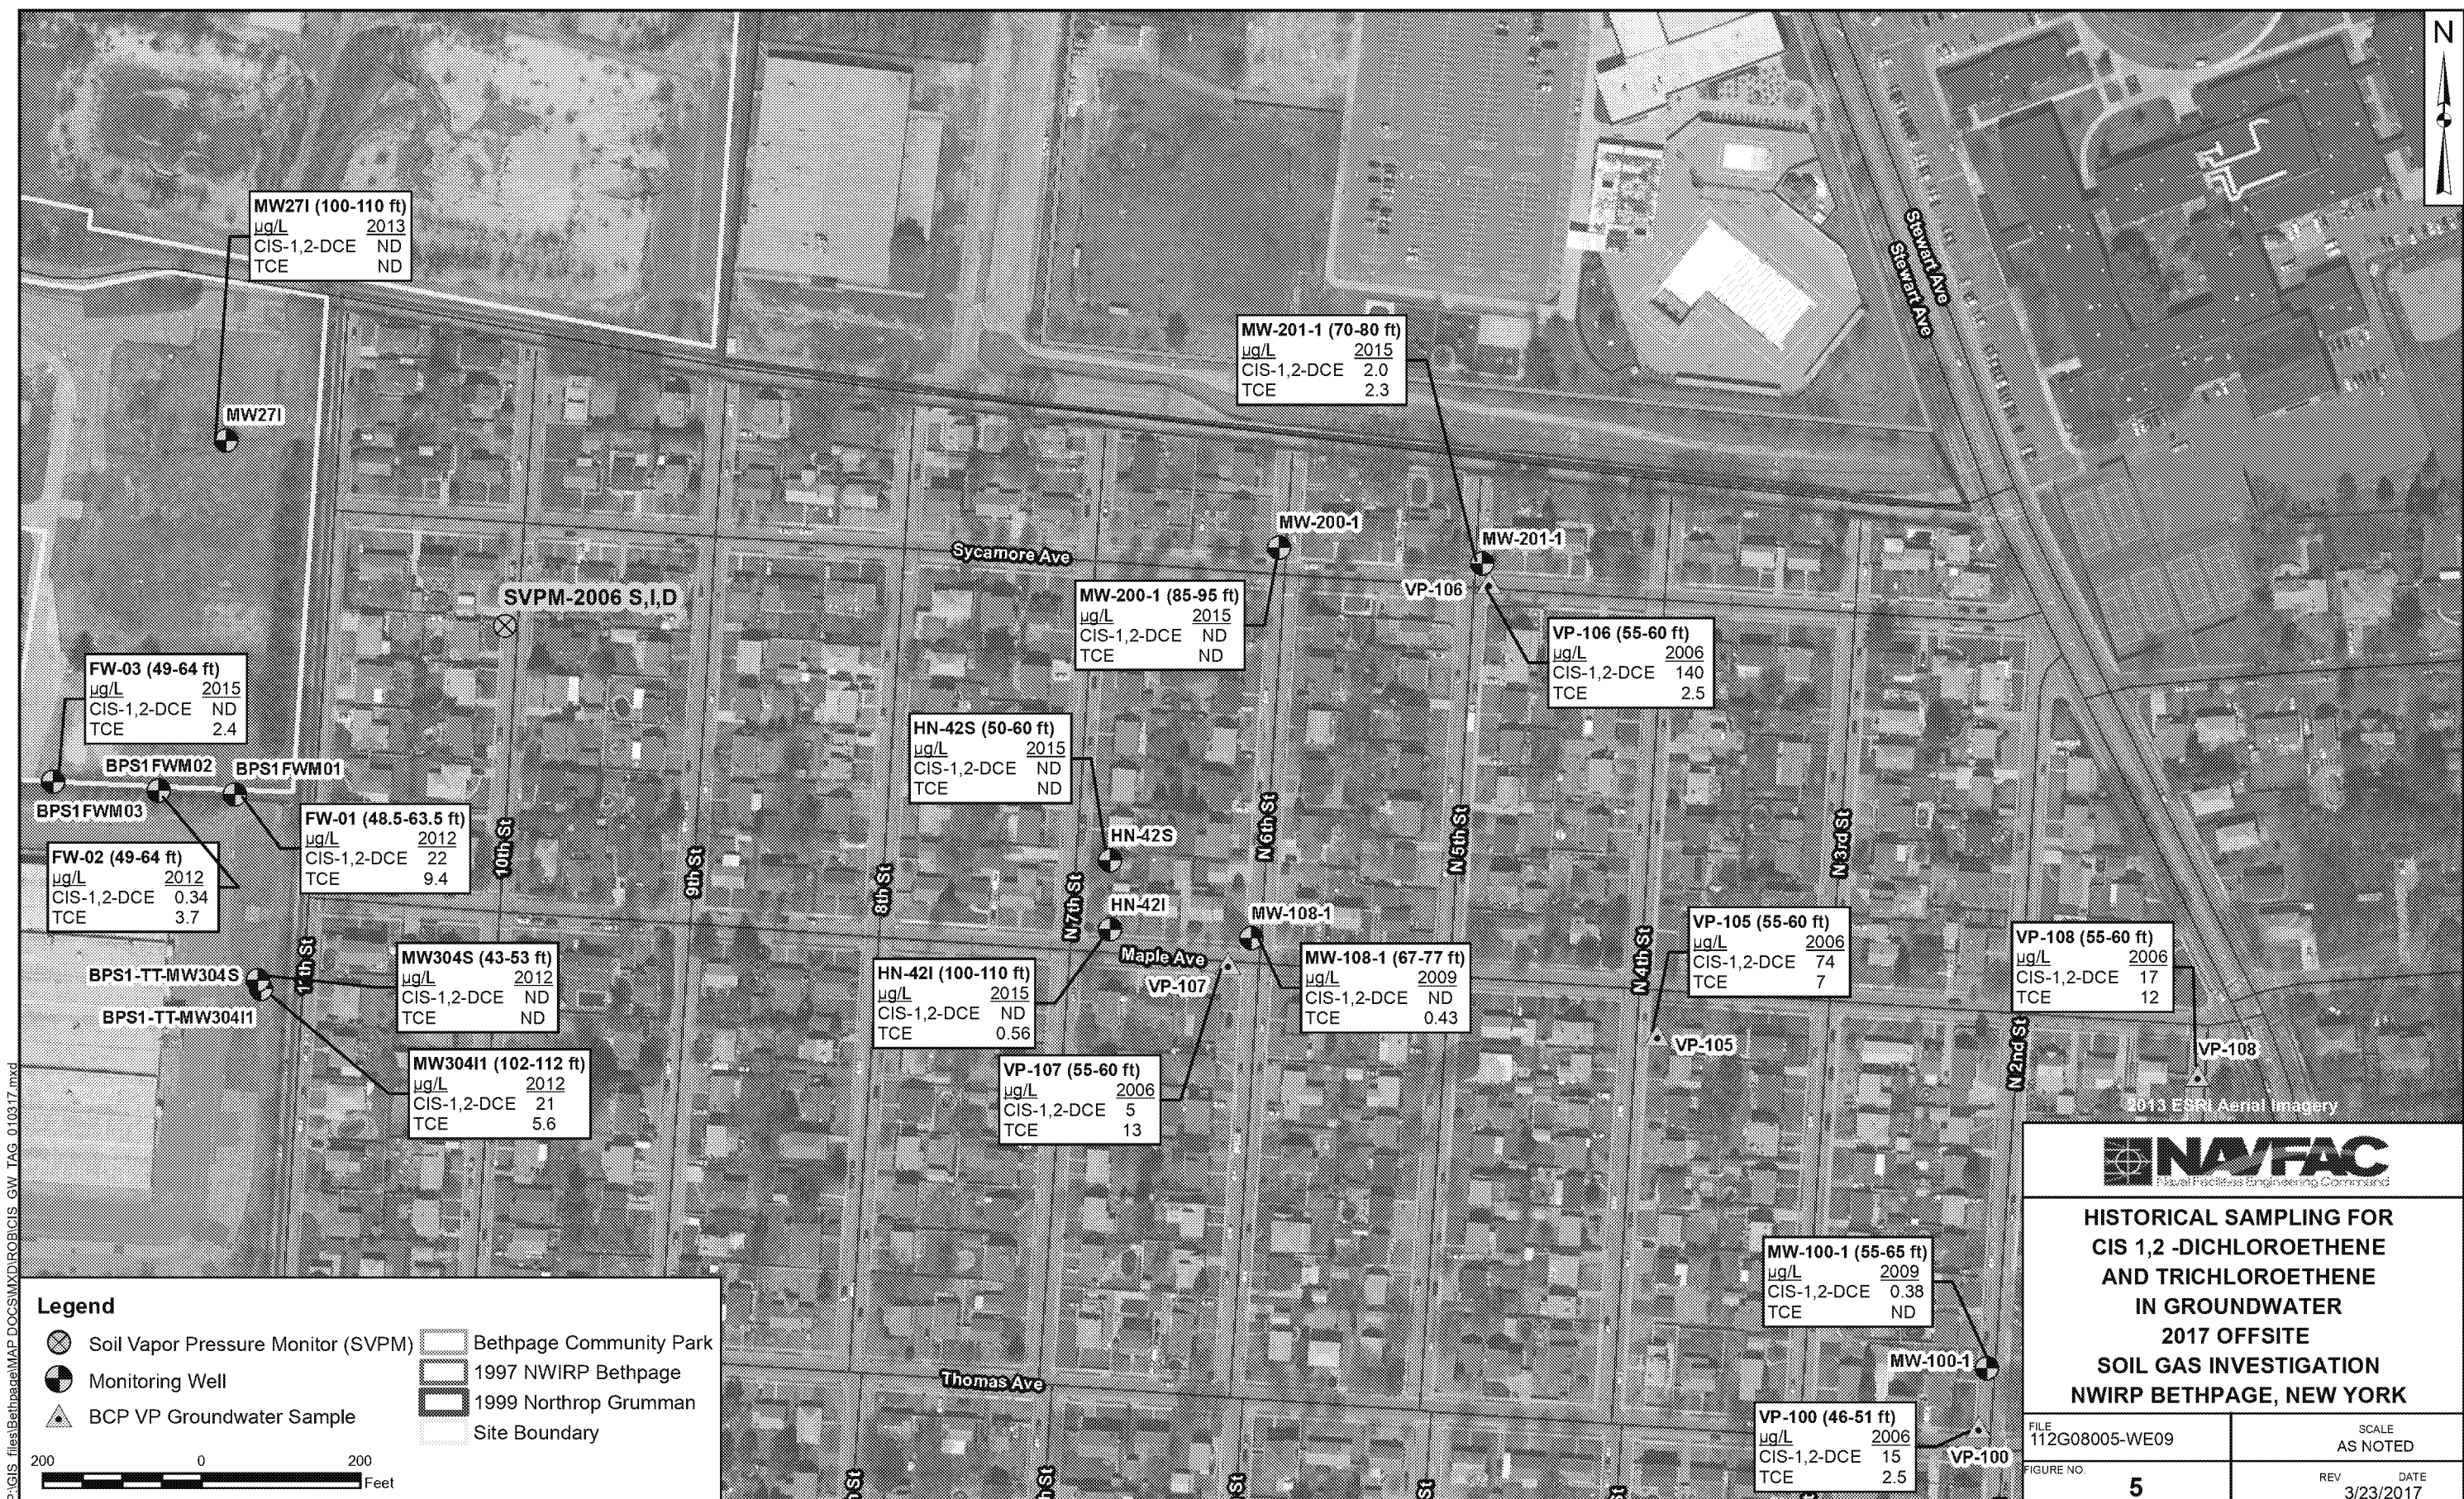 N
MW27I (100-110 ft)
µg/L 2013
CIS-1,2-DCE ND
TCE ND
MW27I
MW-201-1 (70-80 ft)
µg/L 2015
CIS-1,2-DCE 2.0
TCE 2.3
Stewart Ave
Stewart Ave
MW-200-1
MW-201-1
Sycamore Ave
VP-106
SVPM-2006 S,I,D
MW-200-1 (85-95 ft)
µg/L 2015
CIS-1,2-DCE ND
TCE ND
VP-106 (55-60 ft)
µg/L 2006
CIS-1,2-DCE 140
TCE 2.5
FW-03 (49-64 ft)
µg/L 2015
CIS-1,2-DCE ND
TCE 2.4
BPS1FWM02
BPS1FWM01
BPS1FWM03
HN-42S (50-60 ft)
µg/L 2015
CIS-1,2-DCE ND
TCE ND
HN-42S
FW-01 (48.5-63.5 ft)
µg/L 2012
CIS-1,2-DCE 22
TCE 9.4
FW-02 (49-64 ft)
µg/L 2012
CIS-1,2-DCE 0.34
TCE 3.7
11th St
10th St
9th St
8th St
N 7th St
N 6th St
N 5th St
N 4th St
N 3rd St
N 2nd St
HN-42I
MW-108-1
Maple Ave
VP-107
BPS1-TT-MW304S
BPS1-TT-MW304I1
MW304S (43-53 ft)
µg/L 2012
CIS-1,2-DCE ND
TCE ND
HN-42I (100-110 ft)
µg/L 2015
CIS-1,2-DCE ND
TCE 0.56
MW-108-1 (67-77 ft)
µg/L 2009
CIS-1,2-DCE ND
TCE 0.43
VP-105 (55-60 ft)
µg/L 2006
CIS-1,2-DCE 74
TCE 7
VP-105
VP-108 (55-60 ft)
µg/L 2006
CIS-1,2-DCE 17
TCE 12
VP-108
MW304I1 (102-112 ft)
µg/L 2012
CIS-1,2-DCE 21
TCE 5.6
VP-107 (55-60 ft)
µg/L 2006
CIS-1,2-DCE 5
TCE 13
2013 ESRI Aerial Imagery
MW-100-1 (55-65 ft)
µg/L 2009
CIS-1,2-DCE 0.38
TCE ND
MW-100-1
Thomas Ave
VP-100 (46-51 ft)
µg/L 2006
CIS-1,2-DCE 15
TCE 2.5
VP-100
h St
h St
St
St
St
Legend
Soil Vapor Pressure Monitor (SVPM)
Monitoring Well
BCP VP Groundwater Sample
Bethpage Community Park
1997 NWIRP Bethpage
1999 Northrop Grumman
Site Boundary
200 0 200
Feet
P:\GIS_files\Bethpage\MAP DOCS\MXD\ROB\CIS_GW_TAG_010317.mxd
NAVFAC
Naval Facilities Engineering Command
HISTORICAL SAMPLING FOR
CIS 1,2 -DICHLOROETHENE
AND TRICHLOROETHENE
IN GROUNDWATER
2017 OFFSITE
SOIL GAS INVESTIGATION
NWIRP BETHPAGE, NEW YORK
FILE
112G08005-WE09
SCALE
AS NOTED
FIGURE NO.
5
REV DATE
3/23/2017